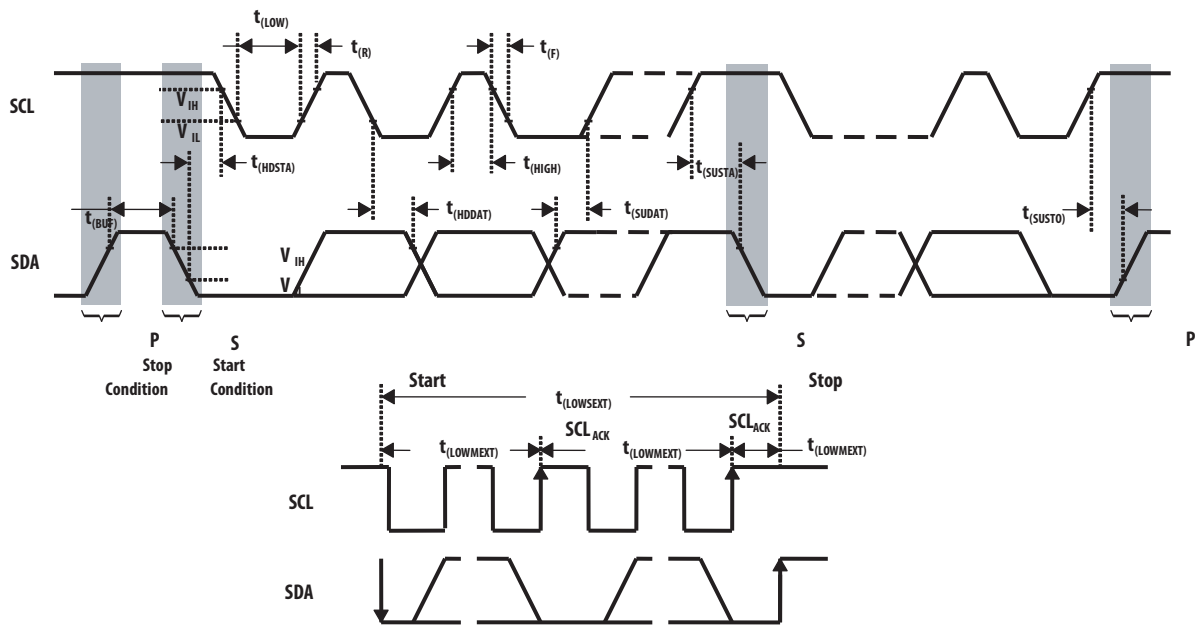 t(LOW)
t(R)
t(F)
SCL
VIH
VIL
t(HDSTA)
t(HIGH)
t(SUSTA)
t(BUF)
t(HDDAT)
t(SUDAT)
t(SUSTO)
SDA
VIH
V
P
S
S
P
Stop
Start
Condition
Condition
Start
Stop
t(LOWSEXT)
SCLACK
SCLACK
t(LOWMEXT)
t(LOWMEXT)
t(LOWMEXT)
SCL
SDA